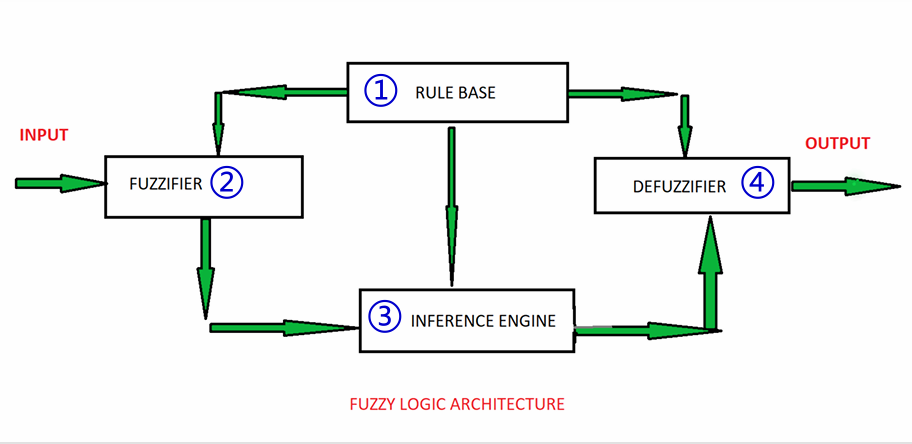 ① RULE BASE
INPUT
OUTPUT
FUZZIFIER ②
DEFUZZIFIER ④
③ INFERENCE ENGINE
FUZZY LOGIC ARCHITECTURE